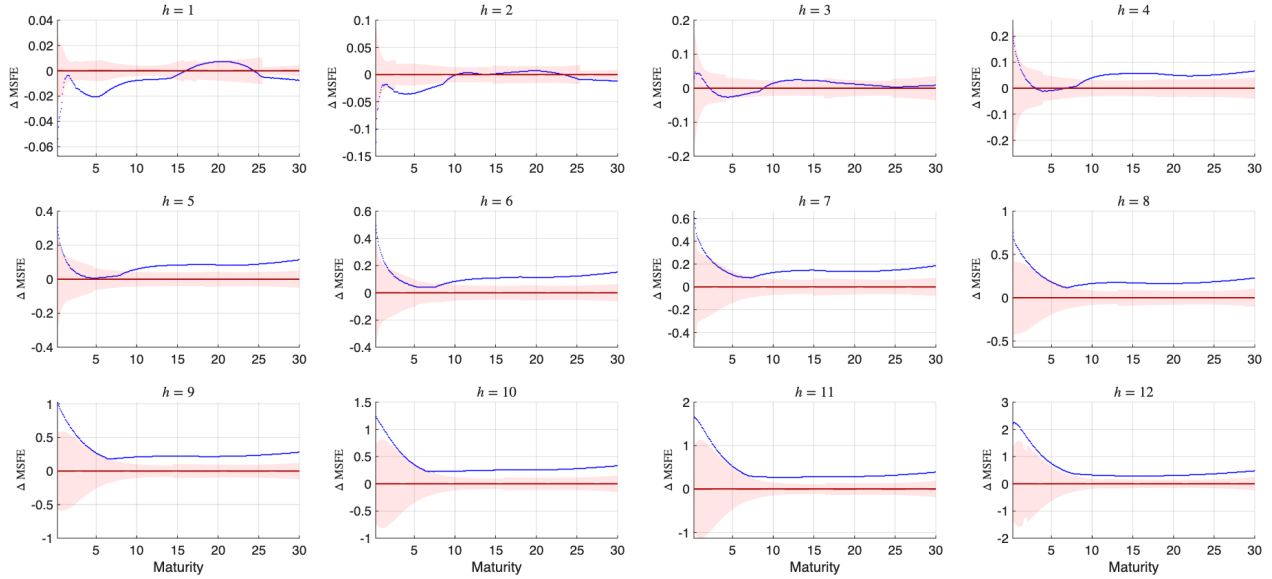 h = 1
h = 2
h = 3
h = 4
0.04
0.02
0
-0.02
-0.04
-0.06
Δ MSFE
5 10 15 20 25 30
0.1
0.05
0
-0.05
-0.1
-0.15
Δ MSFE
5 10 15 20 25 30
0.2
0.1
0
-0.1
-0.2
Δ MSFE
5 10 15 20 25 30
0.2
0.1
0
-0.1
-0.2
Δ MSFE
5 10 15 20 25 30
h = 5
h = 6
h = 7
h = 8
0.4
0.2
0
-0.2
-0.4
Δ MSFE
5 10 15 20 25 30
0.6
0.4
0.2
0
-0.2
-0.4
Δ MSFE
5 10 15 20 25 30
0.6
0.4
0.2
0
-0.2
-0.4
Δ MSFE
5 10 15 20 25 30
1
0.5
0
-0.5
Δ MSFE
5 10 15 20 25 30
h = 9
h = 10
h = 11
h = 12
1
0.5
0
-0.5
-1
Δ MSFE
5 10 15 20 25 30
Maturity
1.5
1
0.5
0
-0.5
-1
Δ MSFE
5 10 15 20 25 30
Maturity
2
1
0
-1
Δ MSFE
5 10 15 20 25 30
Maturity
3
2
1
0
-1
-2
Δ MSFE
5 10 15 20 25 30
Maturity